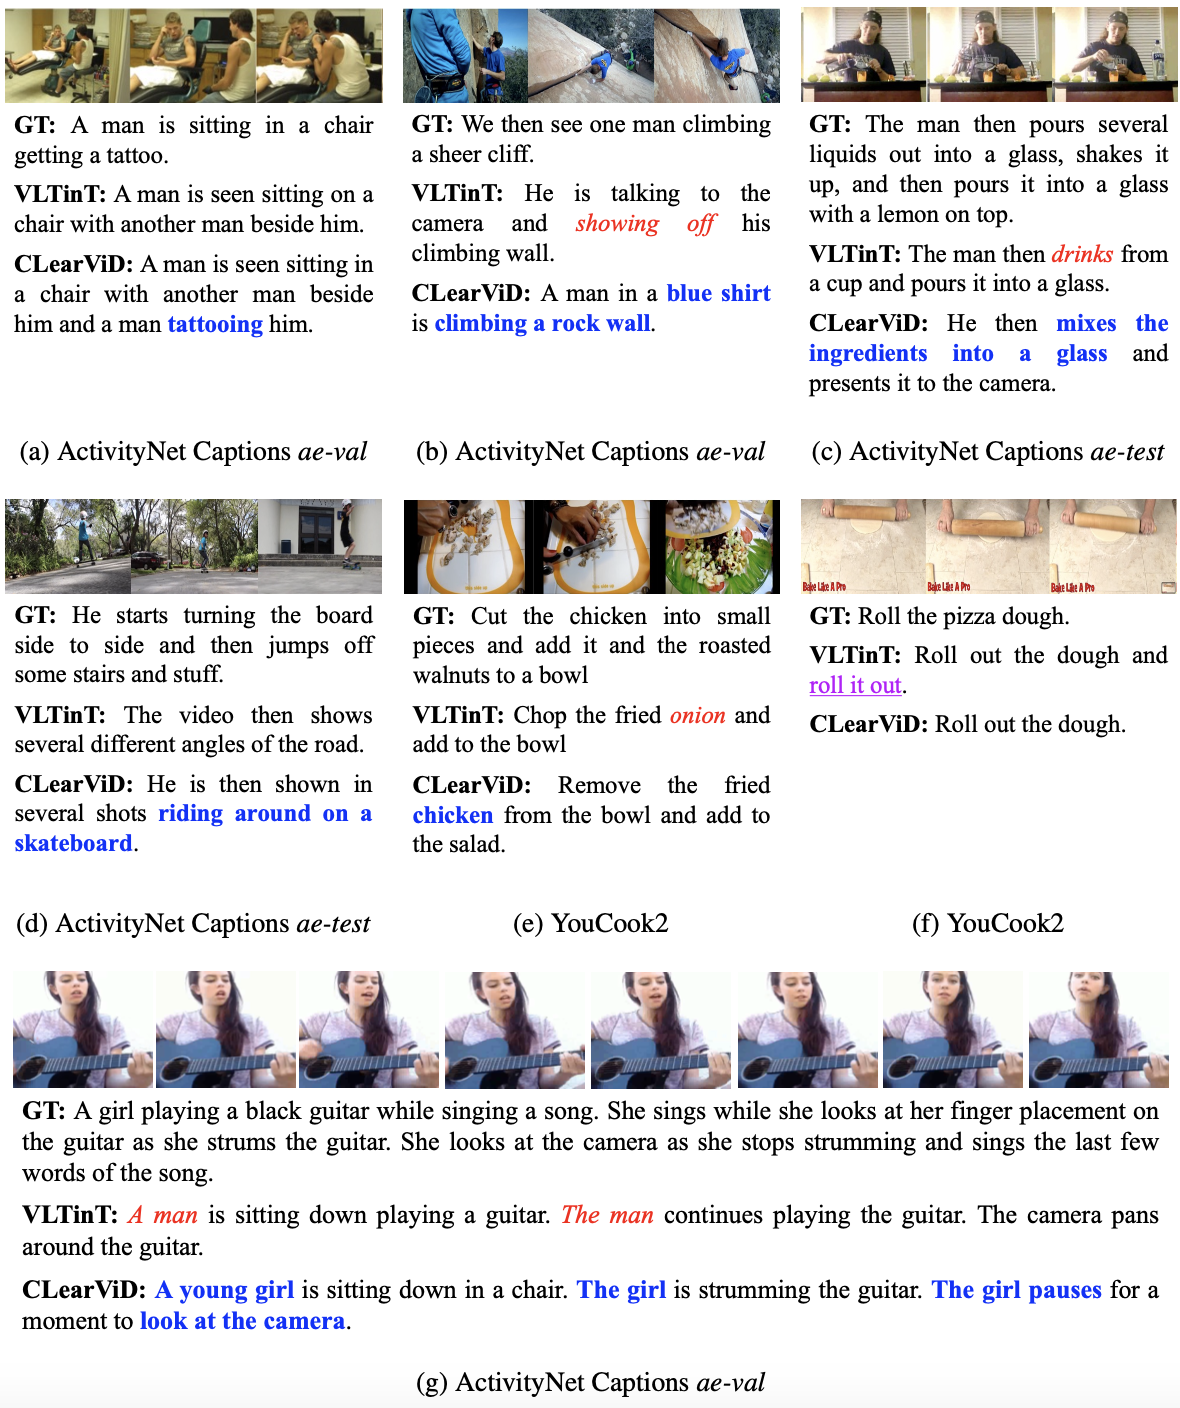 GT: A man is sitting in a chair
getting a tattoo.
VLTinT: A man is seen sitting on a
chair with another man beside him.
CLearViD: A man is seen sitting in
a chair with another man beside
him and a man tattooing him.
(a) ActivityNet Captions ae-val
GT: We then see one man climbing
a sheer cliff.
VLTinT: He is talking to the
camera and showing off his
climbing wall.
CLearViD: A man in a blue shirt
is climbing a rock wall.
(b) ActivityNet Captions ae-val
GT: The man then pours several
liquids out into a glass, shakes it
up, and then pours it into a glass
with a lemon on top.
VLTinT: The man then drinks from
a cup and pours it into a glass.
CLearViD: He then mixes the
ingredients into a glass and
presents it to the camera.
(c) ActivityNet Captions ae-test
GT: He starts turning the board
side to side and then jumps off
some stairs and stuff.
VLTinT: The video then shows
several different angles of the road.
CLearViD: He is then shown in
several shots riding around on a
skateboard.
(d) ActivityNet Captions ae-test
GT: Cut the chicken into small
pieces and add it and the roasted
walnuts to a bowl
VLTinT: Chop the fried onion and
add to the bowl
CLearViD: Remove the fried
chicken from the bowl and add to
the salad.
(e) YouCook2
Bake Like A Pro
Bake Like A Pro
Bake Like A Pro
GT: Roll the pizza dough.
VLTinT: Roll out the dough and
roll it out.
CLearViD: Roll out the dough.
(f) YouCook2
GT: A girl playing a black guitar while singing a song. She sings while she looks at her finger placement on
the guitar as she strums the guitar. She looks at the camera as she stops strumming and sings the last few
words of the song.
VLTinT: A man is sitting down playing a guitar. The man continues playing the guitar. The camera pans
around the guitar.
CLearViD: A young girl is sitting down in a chair. The girl is strumming the guitar. The girl pauses for a
moment to look at the camera.
(g) ActivityNet Captions ae-val